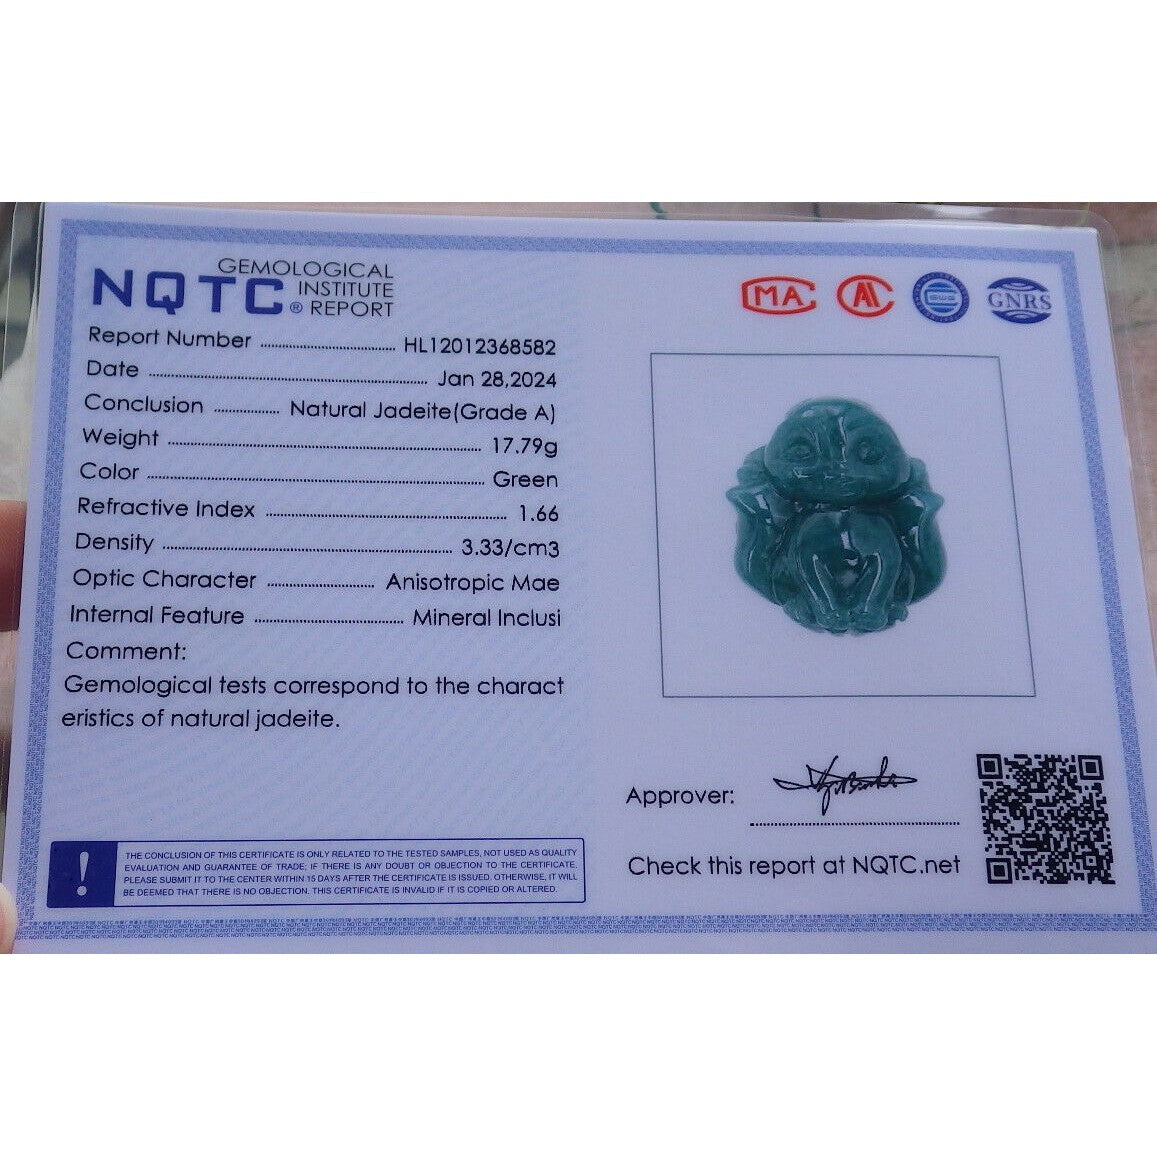 NQTC® GEMOLOGICAL INSTITUTE REPORT
CMA AL GNRS
Report Number HL12012368582
Date Jan 28,2024
Conclusion Natural Jadeite(Grade A)
Weight 17.79g
Color Green
Refractive Index 1.66
Density 3.33/cm3
Optic Character Anisotropic Mae
Internal Feature Mineral Inclusi
Comment:
Gemological tests correspond to the charact
eristics of natural jadeite.
Approver:
Check this report at NQTC.net
!
THE CONCLUSION OF THIS CERTIFICATE IS ONLY RELATED TO THE TESTED SAMPLES, NOT USED AS QUALITY
EVALUATION AND GUARANTEE OF TRADE; IF THERE IS ANY DOUBT OR OBJECTION TO THE CERTIFICATE,
PLEASE SUBMIT IT TO THE CENTER WITHIN 15 DAYS AFTER THE CERTIFICATE IS ISSUED. OTHERWISE, IT WILL
BE DEEMED THAT THERE IS NO OBJECTION. THIS CERTIFICATE IS INVALID IF IT IS COPIED OR ALTERED.